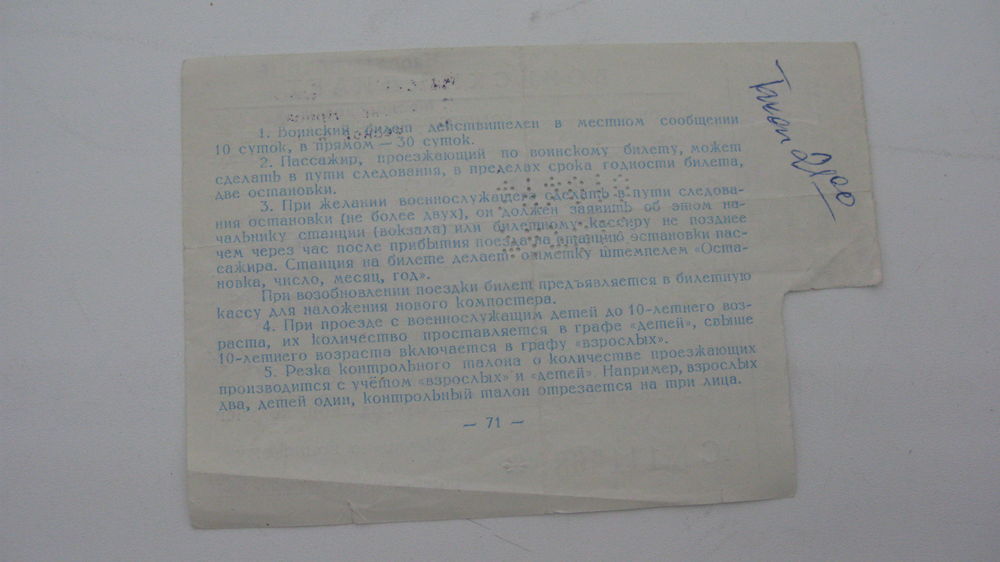 1. Воинский билет действителен в местном сообщении
10 суток, в прямом — 30 суток.
2. Пассажир, проезжающий по воинскому билету, может
сделать в пути следования, в пределах срока годности билета,
две остановки.
3. При желании военнослужащего сделать в пути следова-
ния остановки (не более двух), он должен заявить об этом на-
чальнику станции (вокзала) или билетному кассиру не позднее
чем через час после прибытия поезда на станцию остановки пас-
сажира. Станция на билете делает отметку штемпелем «Оста-
новка, число, месяц, год».
При возобновлении поездки билет предъявляется в билетную
кассу для наложения нового компостера.
4. При проезде с военнослужащим детей до 10-летнего воз-
раста, их количество проставляется в графе «детей», свыше
10-летнего возраста включается в графу «взрослых».
5. Резка контрольного талона о количестве проезжающих
производится с учётом «взрослых» и «детей». Например, взрослых
два, детей один, контрольный талон отрезается на три лица.
— 71 —